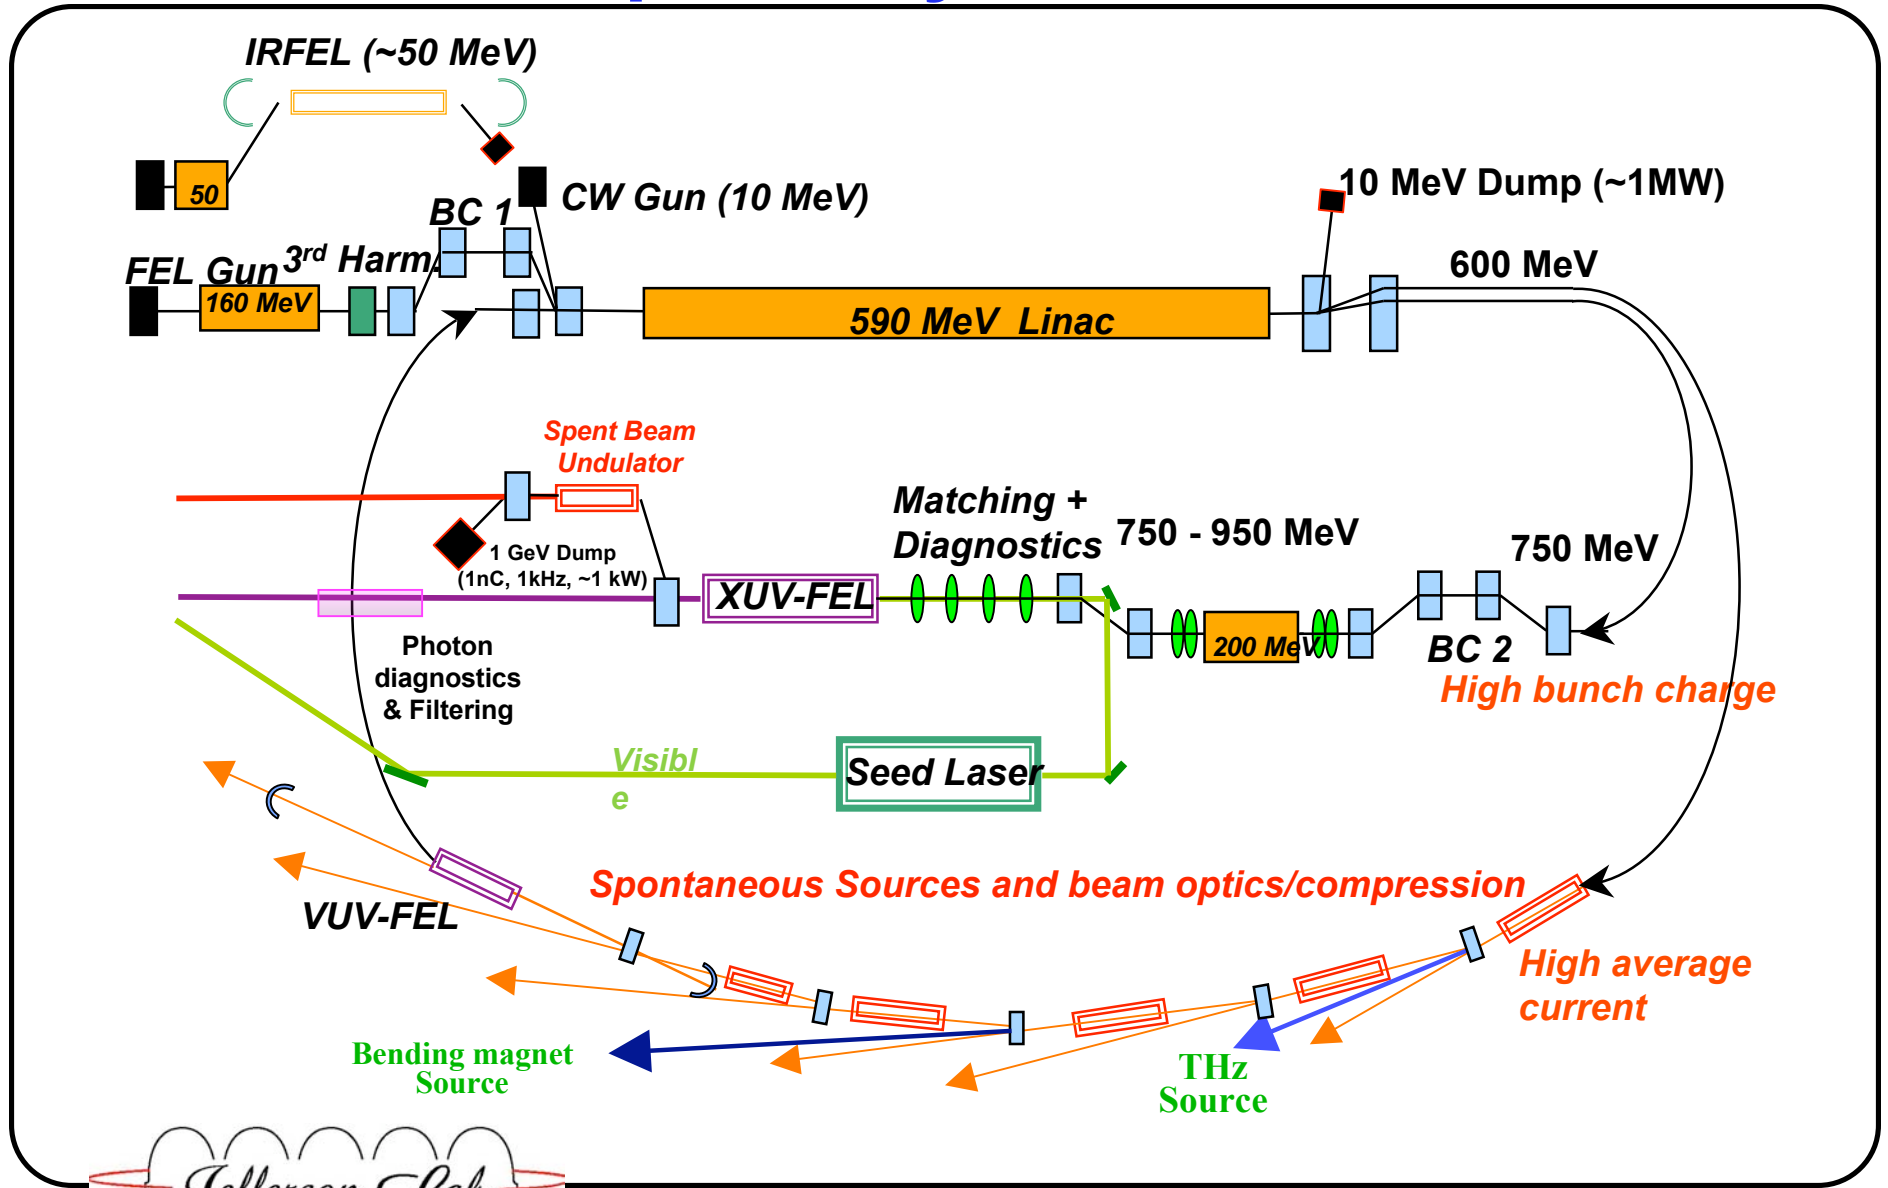 IRFEL (~50 MeV)
50
BC 1
CW Gun (10 MeV)
10 MeV Dump (~1MW)
FEL Gun
3rd Harm.
160 MeV
590 MeV Linac
600 MeV
Spent Beam
Undulator
Matching +
Diagnostics
750 - 950 MeV
750 MeV
1 GeV Dump
(1nC, 1kHz, ~1 kW)
XUV-FEL
200 MeV
BC 2
High bunch charge
Photon
diagnostics
& Filtering
Visibl
e
Seed Laser
VUV-FEL
Spontaneous Sources and beam optics/compression
High average
current
Bending magnet
Source
THz
Source
Jefferson Lab